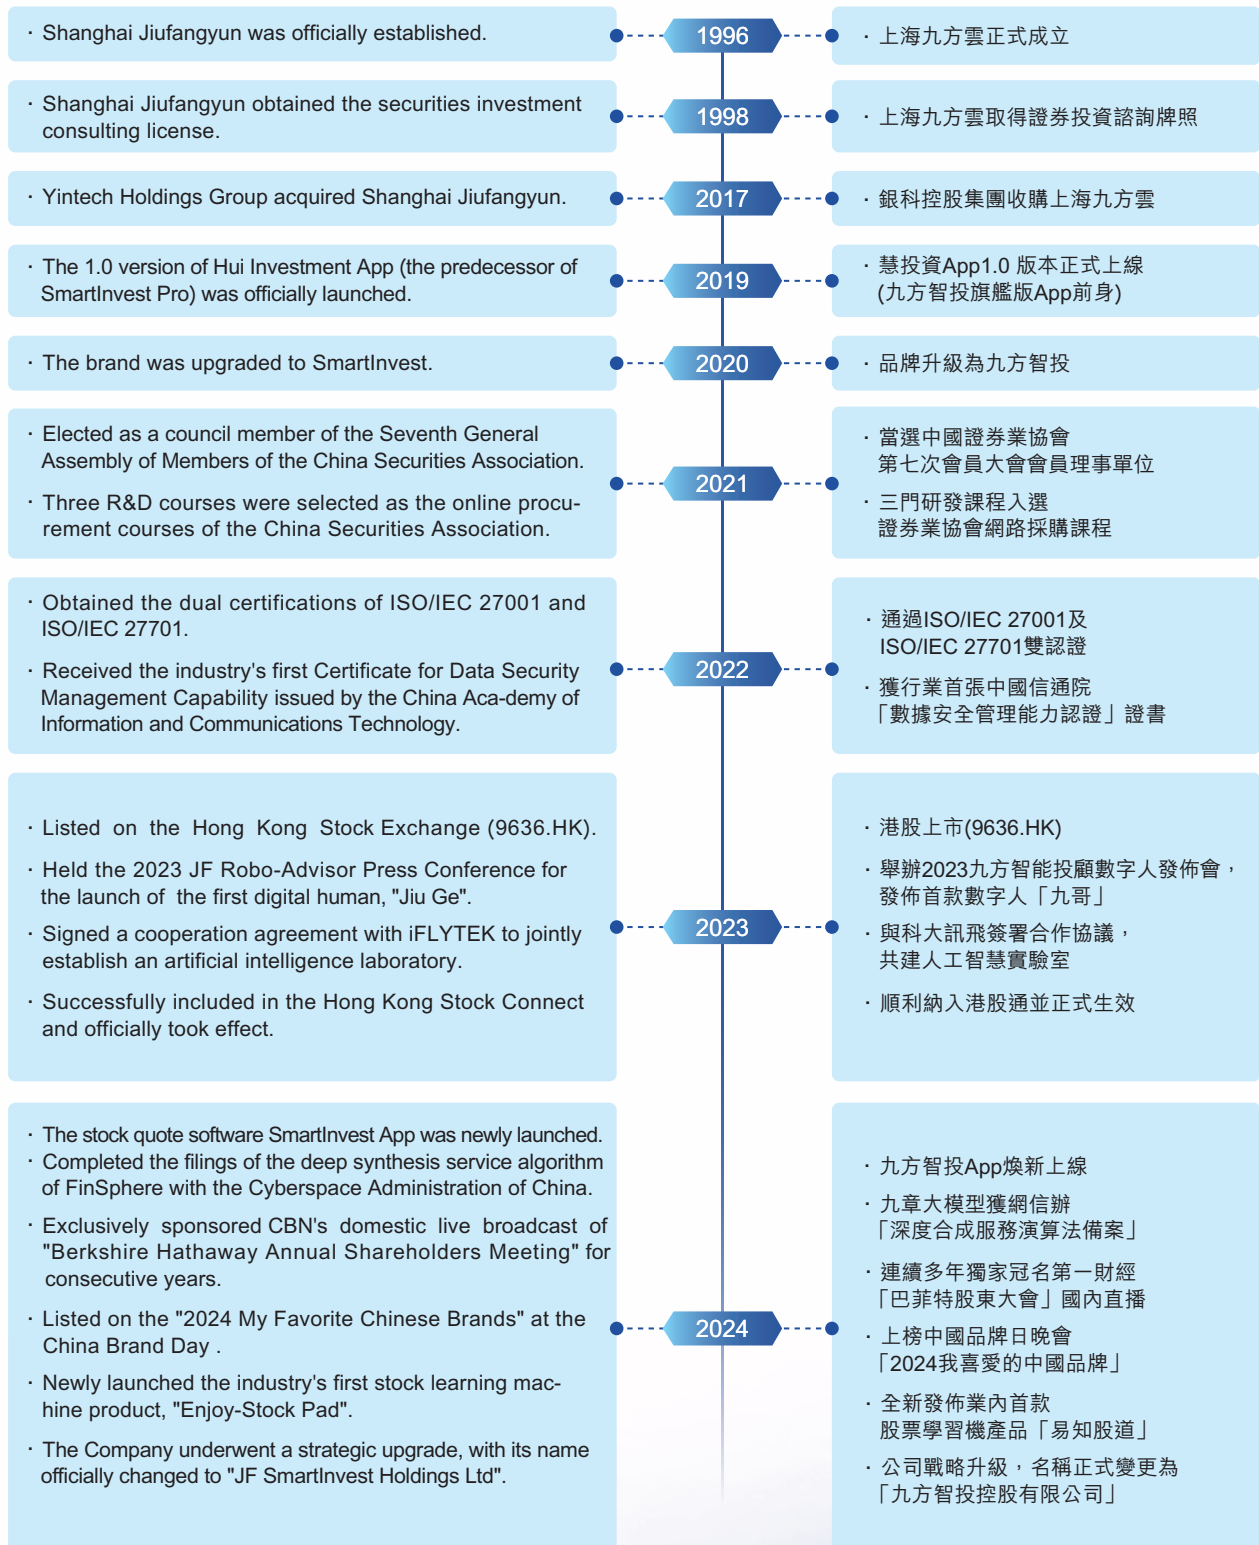 · Shanghai Jiufangyun was officially established.
1996
· 上海九方雲正式成立
· Shanghai Jiufangyun obtained the securities investment
consulting license.
1998
· 上海九方雲取得證券投資諮詢牌照
· Yintech Holdings Group acquired Shanghai Jiufangyun.
2017
· 銀科控股集團收購上海九方雲
· The 1.0 version of Hui Investment App (the predecessor of
SmartInvest Pro) was officially launched.
2019
· 慧投資App1.0 版本正式上線
(九方智投旗艦版App前身)
· The brand was upgraded to SmartInvest.
2020
· 品牌升級為九方智投
· Elected as a council member of the Seventh General
Assembly of Members of the China Securities Association.
· Three R&D courses were selected as the online procu-
rement courses of the China Securities Association.
2021
· 當選中國證券業協會
第七次會員大會會員理事單位
· 三門研發課程入選
證券業協會網路採購課程
· Obtained the dual certifications of ISO/IEC 27001 and
ISO/IEC 27701.
· Received the industry's first Certificate for Data Security
Management Capability issued by the China Aca-demy of
Information and Communications Technology.
2022
· 通過ISO/IEC 27001及
ISO/IEC 27701雙認證
· 獲行業首張中國信通院
「數據安全管理能力認證」證書
· Listed on the Hong Kong Stock Exchange (9636.HK).
· Held the 2023 JF Robo-Advisor Press Conference for
the launch of the first digital human, "Jiu Ge".
· Signed a cooperation agreement with iFLYTEK to jointly
establish an artificial intelligence laboratory.
· Successfully included in the Hong Kong Stock Connect
and officially took effect.
2023
· 港股上市(9636.HK)
· 舉辦2023九方智能投顧數字人發佈會，
發佈首款數字人「九哥」
· 與科大訊飛簽署合作協議，
共建人工智慧實驗室
· 順利納入港股通並正式生效
· The stock quote software SmartInvest App was newly launched.
· Completed the filings of the deep synthesis service algorithm
of FinSphere with the Cyberspace Administration of China.
· Exclusively sponsored CBN's domestic live broadcast of
"Berkshire Hathaway Annual Shareholders Meeting" for
consecutive years.
· Listed on the "2024 My Favorite Chinese Brands" at the
China Brand Day .
· Newly launched the industry's first stock learning mac-
hine product, "Enjoy-Stock Pad".
· The Company underwent a strategic upgrade, with its name
officially changed to "JF SmartInvest Holdings Ltd".
2024
· 九方智投App煥新上線
· 九章大模型獲網信辦
「深度合成服務演算法備案」
· 連續多年獨家冠名第一財經
「巴菲特股東大會」國內直播
· 上榜中國品牌日晚會
「2024我喜愛的中國品牌」
· 全新發佈業內首款
股票學習機產品「易知股道」
· 公司戰略升級，名稱正式變更為
「九方智投控股有限公司」